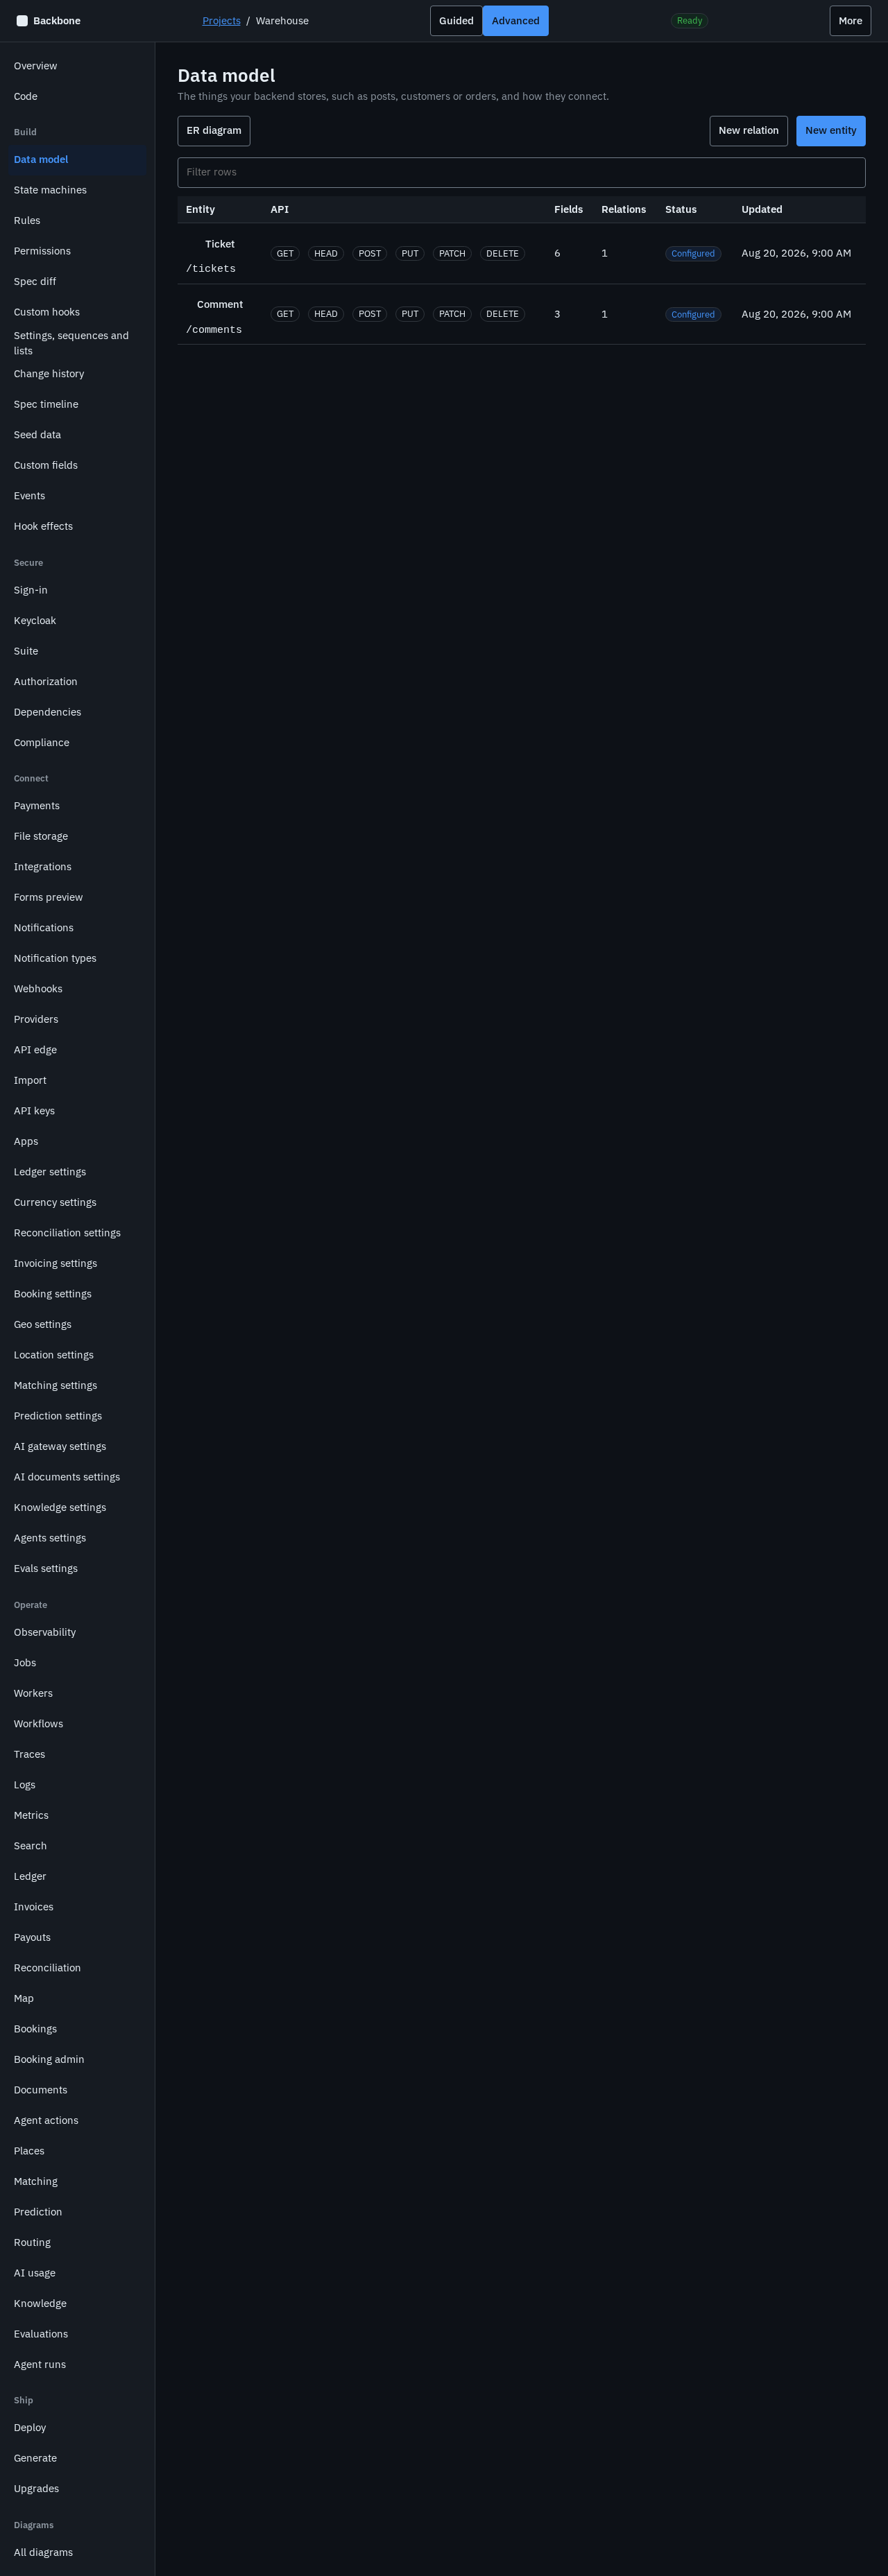 Backbone
Projects / Warehouse
Guided
Advanced
Ready
More
Overview
Code
Build
Data model
State machines
Rules
Permissions
Spec diff
Custom hooks
Settings, sequences and
lists
Change history
Spec timeline
Seed data
Custom fields
Events
Hook effects
Secure
Sign-in
Keycloak
Suite
Authorization
Dependencies
Compliance
Connect
Payments
File storage
Integrations
Forms preview
Notifications
Notification types
Webhooks
Providers
API edge
Import
API keys
Apps
Ledger settings
Currency settings
Reconciliation settings
Invoicing settings
Booking settings
Geo settings
Location settings
Matching settings
Prediction settings
AI gateway settings
AI documents settings
Knowledge settings
Agents settings
Evals settings
Operate
Observability
Jobs
Workers
Workflows
Traces
Logs
Metrics
Search
Ledger
Invoices
Payouts
Reconciliation
Map
Bookings
Booking admin
Documents
Agent actions
Places
Matching
Prediction
Routing
AI usage
Knowledge
Evaluations
Agent runs
Ship
Deploy
Generate
Upgrades
Diagrams
All diagrams
Data model
The things your backend stores, such as posts, customers or orders, and how they connect.
ER diagram
New relation
New entity
Filter rows
Entity API Fields Relations Status Updated
Ticket
/tickets
GET HEAD POST PUT PATCH DELETE 6 1 Configured Aug 20, 2026, 9:00 AM
Comment
/comments
GET HEAD POST PUT PATCH DELETE 3 1 Configured Aug 20, 2026, 9:00 AM